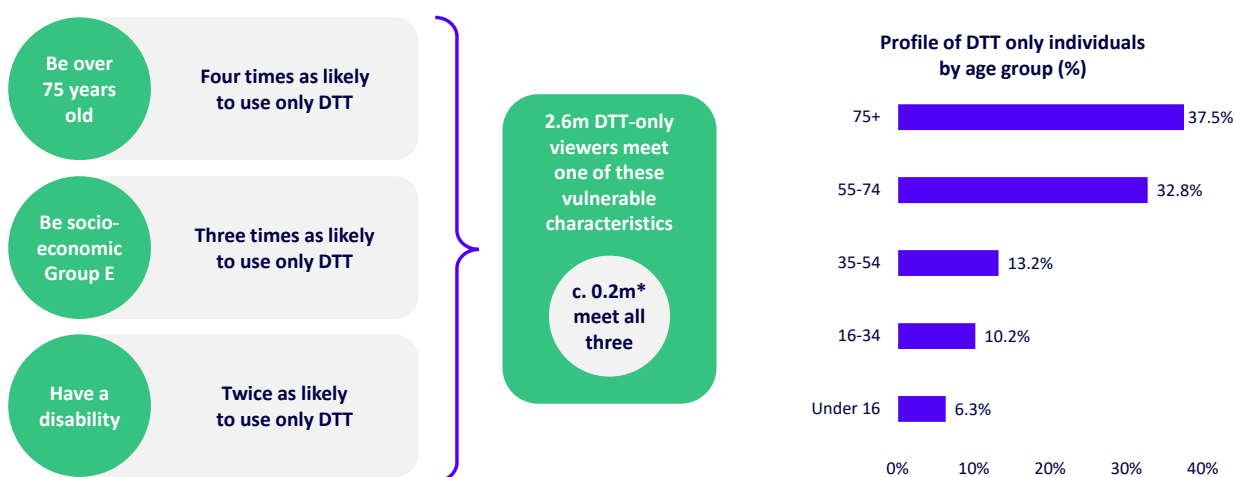 Be over
75 years
old
Four times as likely
to use only DTT
Be socio-
economic
Group E
Three times as likely
to use only DTT
Have a
disability
Twice as likely
to use only DTT
2.6m DTT-only
viewers meet
one of these
vulnerable
characteristics
c. 0.2m*
meet all
three
Profile of DTT only individuals
by age group (%)
75+
37.5%
55-74
32.8%
35-54
13.2%
16-34
10.2%
Under 16
6.3%
0%
10%
20%
30%
40%